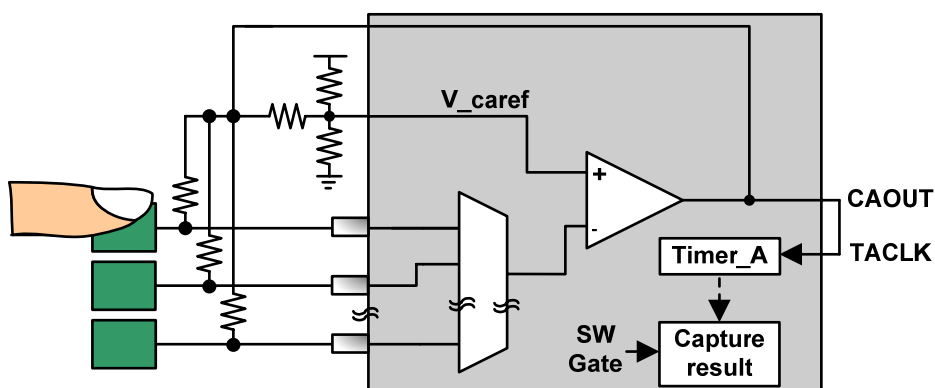 V_caref
+
-
CAOUT
TACLK
Timer_A
SW
Gate
Capture
result